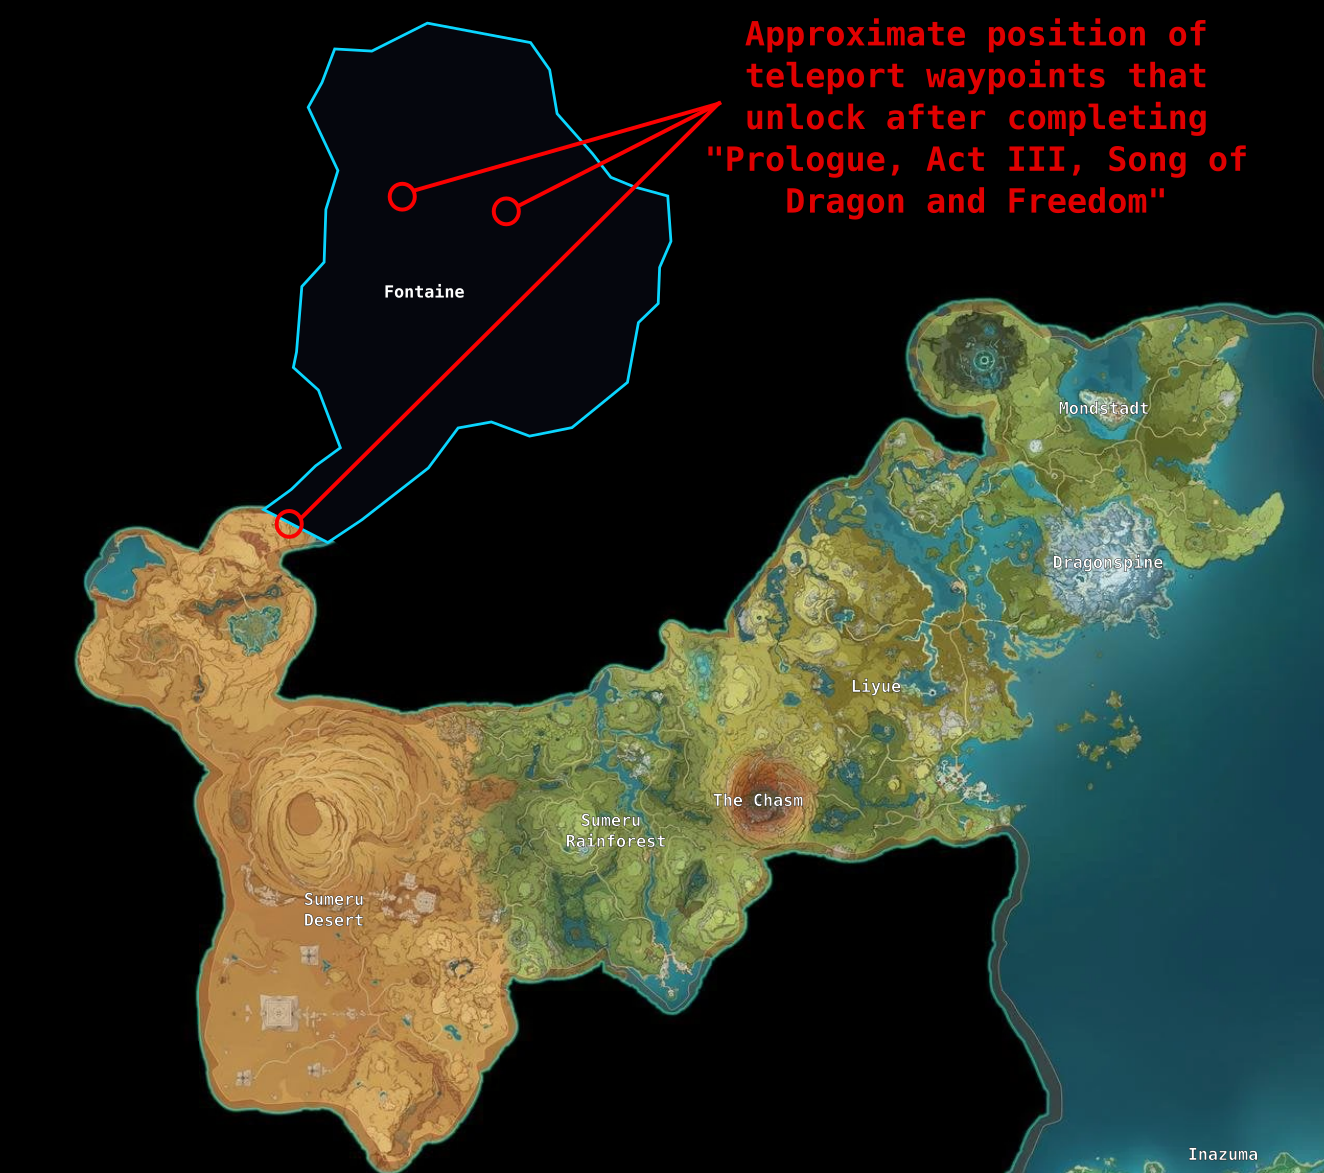 Approximate position of
teleport waypoints that
unlock after completing
"Prologue, Act III, Song of
Dragon and Freedom"
Fontaine
Mondstadt
Dragonspine
Liyue
The Chasm
Sumeru
Rainforest
Sumeru
Desert
Inazuma